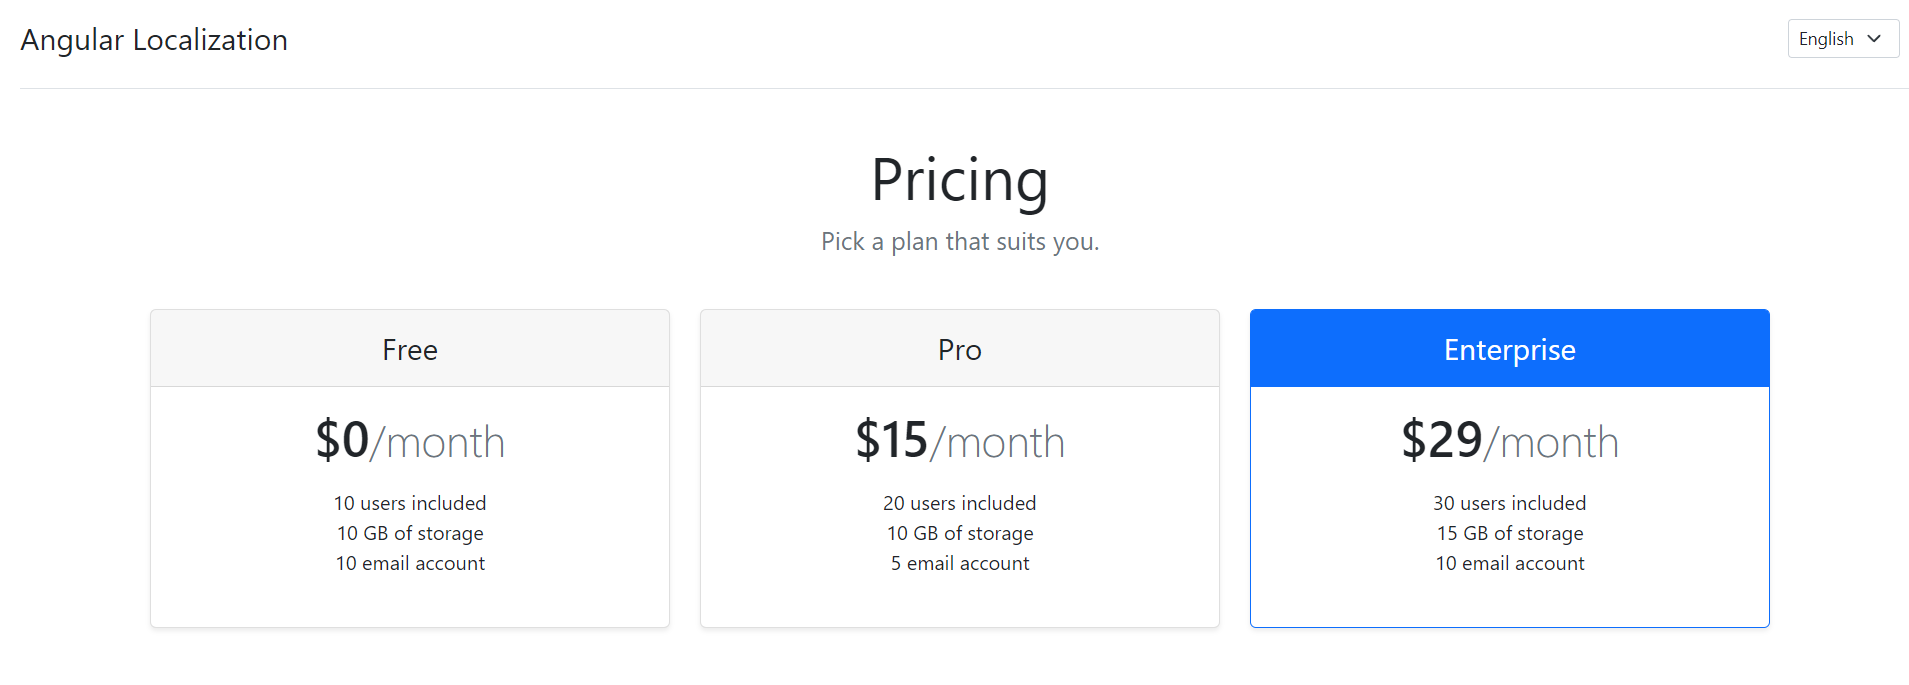 Angular Localization
English
Pricing
Pick a plan that suits you.
Free
$0/month
10 users included
10 GB of storage
10 email account
Pro
$15/month
20 users included
10 GB of storage
5 email account
Enterprise
$29/month
30 users included
15 GB of storage
10 email account